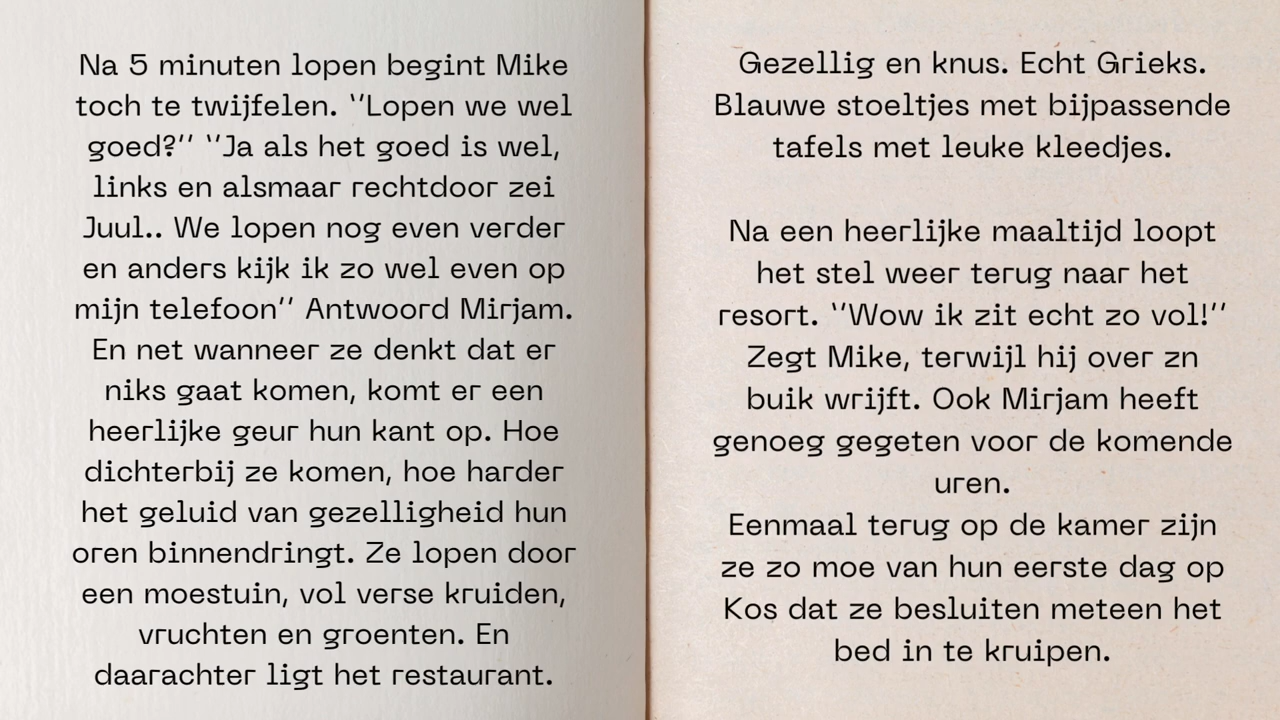 Na 5 minuten lopen begint Mike
toch te twijfelen. ‘’Lopen we wel
goed?’’ ‘’Ja als het goed is wel,
links en alsmaar rechtdoor zei
Juul.. We lopen nog even verder
en anders kijk ik zo wel even op
mijn telefoon’’ Antwoord Mirjam.
En net wanneer ze denkt dat er
niks gaat komen, komt er een
heerlijke geur hun kant op. Hoe
dichterbij ze komen, hoe harder
het geluid van gezelligheid hun
oren binnendringt. Ze lopen door
een moestuin, vol verse kruiden,
vruchten en groenten. En
daarachter ligt het restaurant.
Gezellig en knus. Echt Grieks.
Blauwe stoeltjes met bijpassende
tafels met leuke kleedjes.
Na een heerlijke maaltijd loopt
het stel weer terug naar het
resort. ‘’Wow ik zit echt zo vol!’’
Zegt Mike, terwijl hij over zn
buik wrijft. Ook Mirjam heeft
genoeg gegeten voor de komende
uren.
Eenmaal terug op de kamer zijn
ze zo moe van hun eerste dag op
Kos dat ze besluiten meteen het
bed in te kruipen.